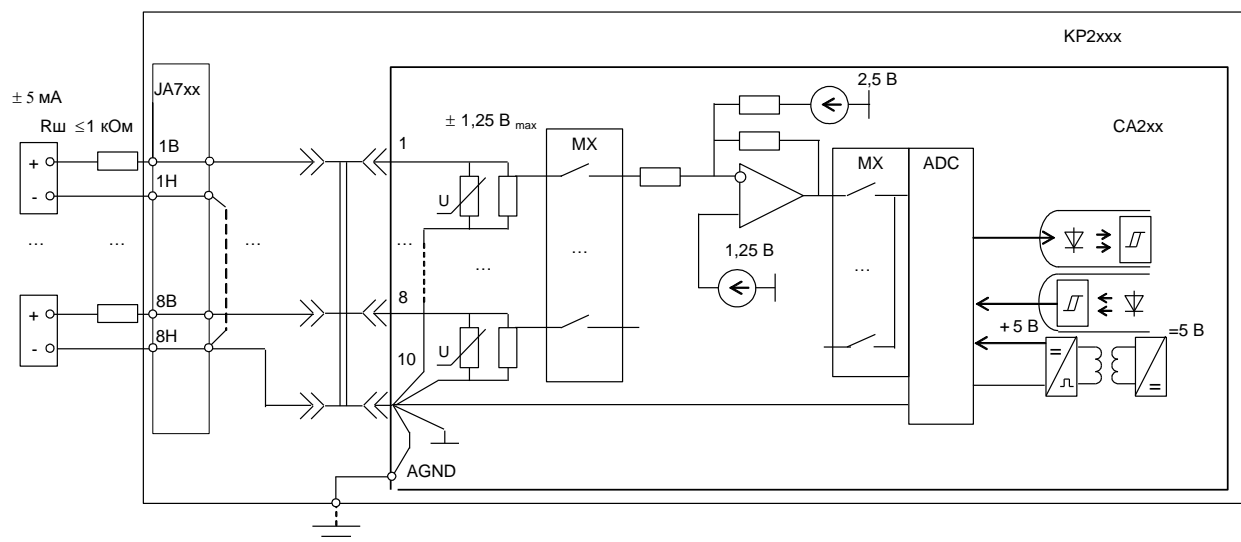 KP2xxx
JA7xx
2,5 В
± 5 мА
± 1,25 В max
CA2xx
Rш ≤1 кОм
1В
1
MX
MX
ADC
+
-
1Н
U
...
...
...
...
...
...
...
1,25 В
8В
8
+
-
8Н
10
U
+5 В
=5 В
=
=
AGND